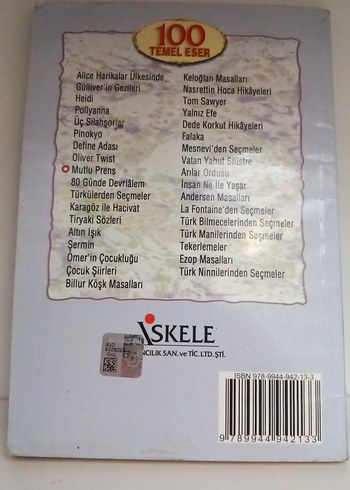 100
TEMEL ESER
Alice Harikalar Ülkesinde
Gülliver'in Gezileri
Heidi
Pollyanna
Üç Silahşorlar
Pinokyo
Define Adası
Oliver Twist
Mutlu Prens
80 Günde Devriâlem
Türkülerden Seçmeler
Karagöz ile Hacivat
Tiryaki Sözleri
Altın Işık
Şermin
Ömer'in Çocukluğu
Çocuk Şiirleri
Billur Köşk Masalları
Keloğlan Masalları
Nasrettin Hoca Hikâyeleri
Tom Sawyer
Yalnız Efe
Dede Korkut Hikâyeleri
Falaka
Mesnevi'den Seçmeler
Vatan Yahut Silistre
Arılar Ordusu
İnsan Ne İle Yaşar
Andersen Masalları
La Fontaine'den Seçmeler
Türk Bilmecelerinden Seçmeler
Türk Manilerinden Seçmeler
Tekerlemeler
Ezop Masalları
Türk Ninnilerinden Seçmeler
İSKELE
NCILIK SAN. ve TİC. LTD. ŞTİ.
ISBN 978-9944-942-13-3
9 789944 942133